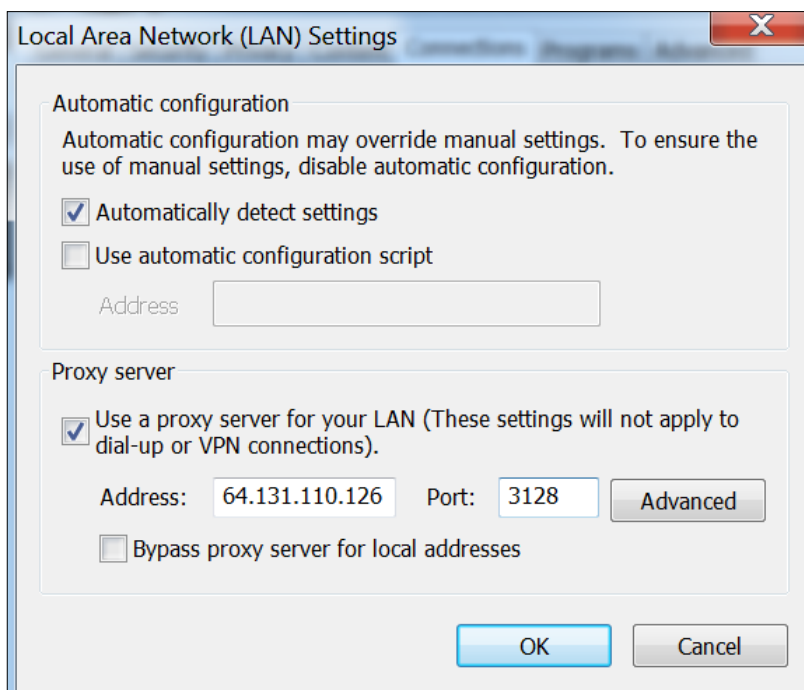 Local Area Network (LAN) Settings
Connections Programs Advanced
Automatic configuration
Automatic configuration may override manual settings.  To ensure the
use of manual settings, disable automatic configuration.
Automatically detect settings
Use automatic configuration script
Address
Proxy server
Use a proxy server for your LAN (These settings will not apply to
dial-up or VPN connections).
Address: 64.131.110.126 Port: 3128 Advanced
Bypass proxy server for local addresses
OK Cancel